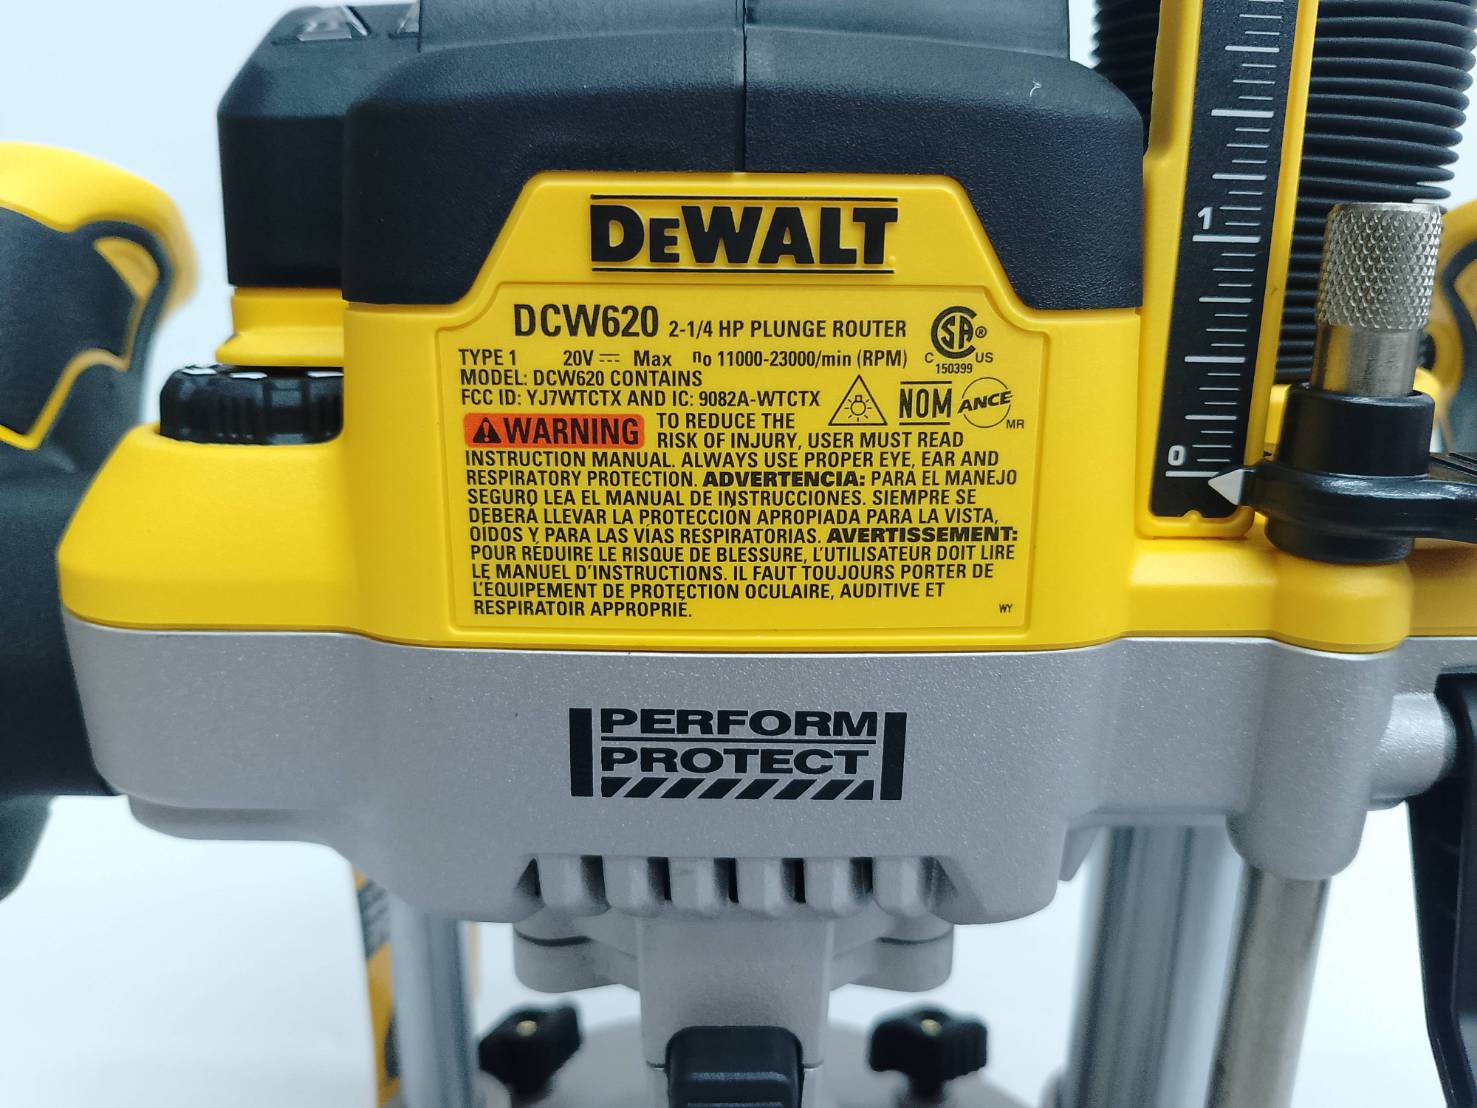 DEWALT
DCW620 2-1/4 HP PLUNGE ROUTER
TYPE 1 20V ⎓ Max no 11000-23000/min (RPM)
MODEL: DCW620 CONTAINS
FCC ID: YJ7WTCTX AND IC: 9082A-WTCTX
SA ®
C US
150399
NOM ANCE
MR
WARNING TO REDUCE THE
RISK OF INJURY, USER MUST READ
INSTRUCTION MANUAL. ALWAYS USE PROPER EYE, EAR AND
RESPIRATORY PROTECTION. ADVERTENCIA: PARA EL MANEJO
SEGURO LEA EL MANUAL DE INSTRUCCIONES. SIEMPRE SE
DEBERÁ LLEVAR LA PROTECCIÓN APROPIADA PARA LA VISTA,
OÍDOS Y PARA LAS VÍAS RESPIRATORIAS. AVERTISSEMENT:
POUR RÉDUIRE LE RISQUE DE BLESSURE, L'UTILISATEUR DOIT LIRE
LE MANUEL D'INSTRUCTIONS. IL FAUT TOUJOURS PORTER DE
L'ÉQUIPEMENT DE PROTECTION OCULAIRE, AUDITIVE ET
RESPIRATOIR APPROPRIÉ.
WY
1
0
PERFORM
PROTECT